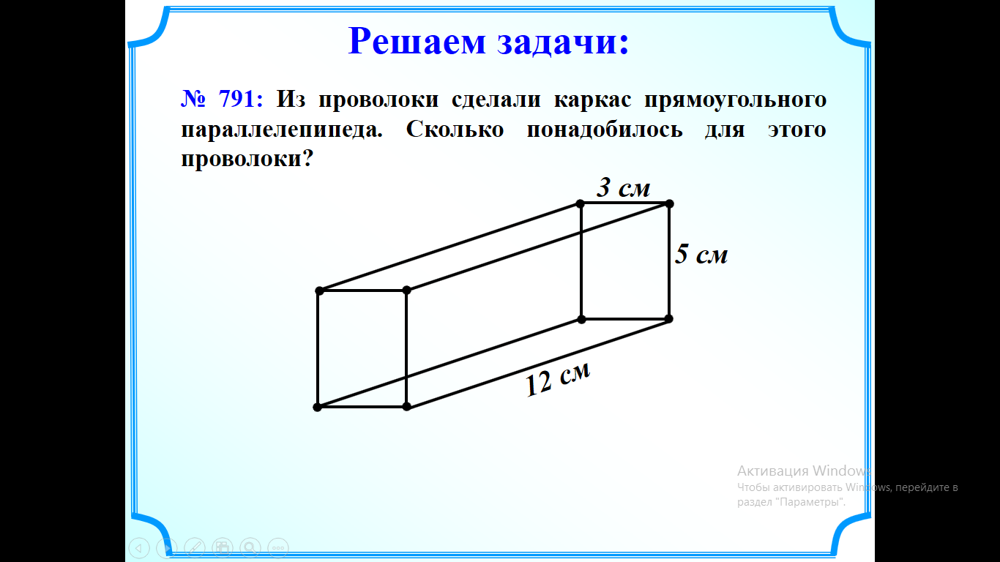 Решаем задачи:
№ 791: Из проволоки сделали каркас прямоугольного
параллелепипеда. Сколько понадобилось для этого
проволоки?
3 см
5 см
12 см
Активация Windows
Чтобы активировать Windows, перейдите в
раздел "Параметры".